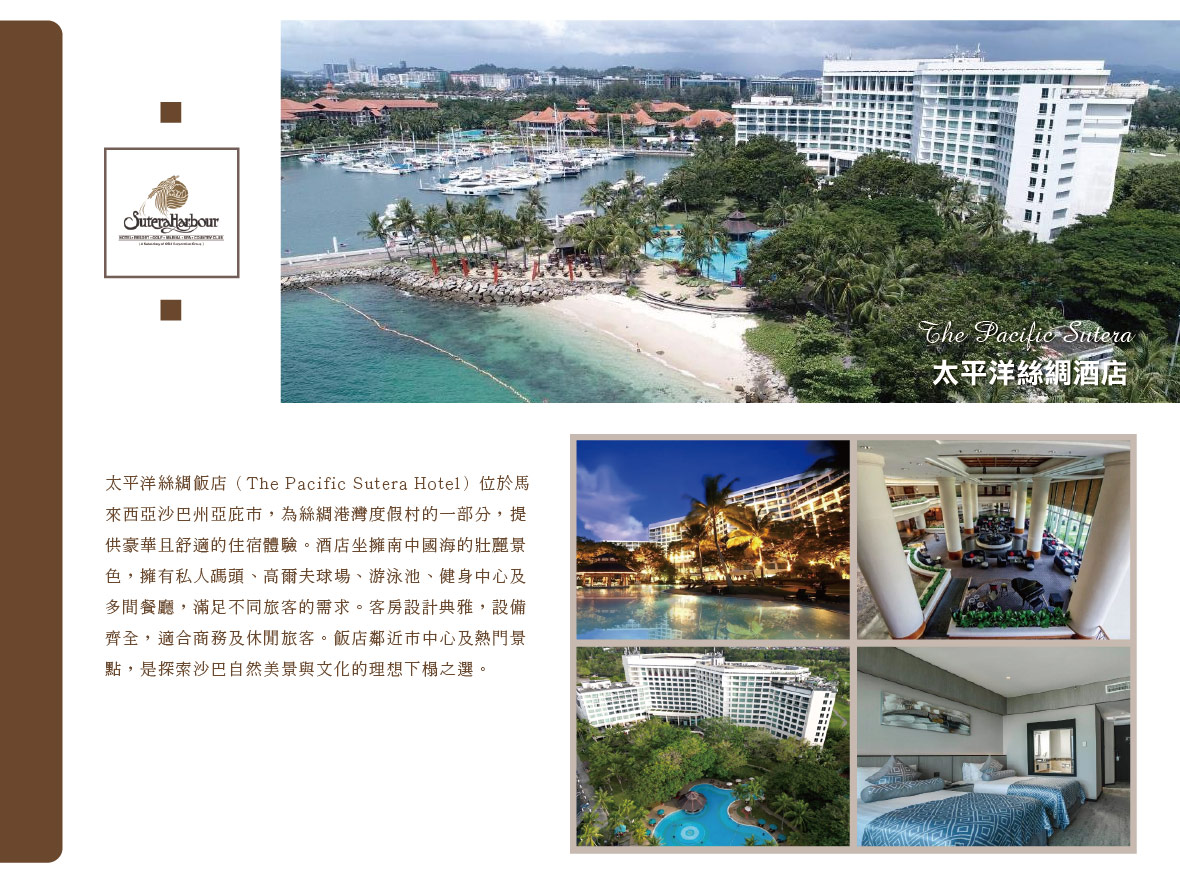 SuteraHarbour
HOTEL • RESORT • GOLF • MARINA • SPA • COUNTRY CLUB
The Pacific Sutera
太平洋絲綢酒店
太平洋絲綢飯店（The Pacific Sutera Hotel）位於馬
來西亞沙巴州亞庇市，為絲綢港灣度假村的一部分，提
供豪華且舒適的住宿體驗。酒店坐擁南中國海的壯麗景
色，擁有私人碼頭、高爾夫球場、游泳池、健身中心及
多間餐廳，滿足不同旅客的需求。客房設計典雅，設備
齊全，適合商務及休閒旅客。飯店鄰近市中心及熱門景
點，是探索沙巴自然美景與文化的理想下榻之選。